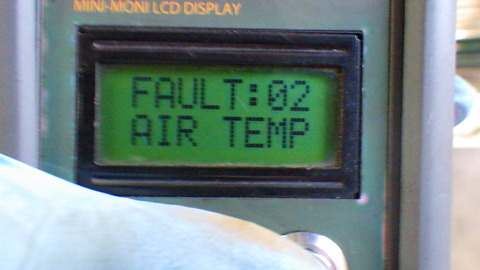 MINI-MONI LCD DISPLAY
FAULT:02
AIR TEMP